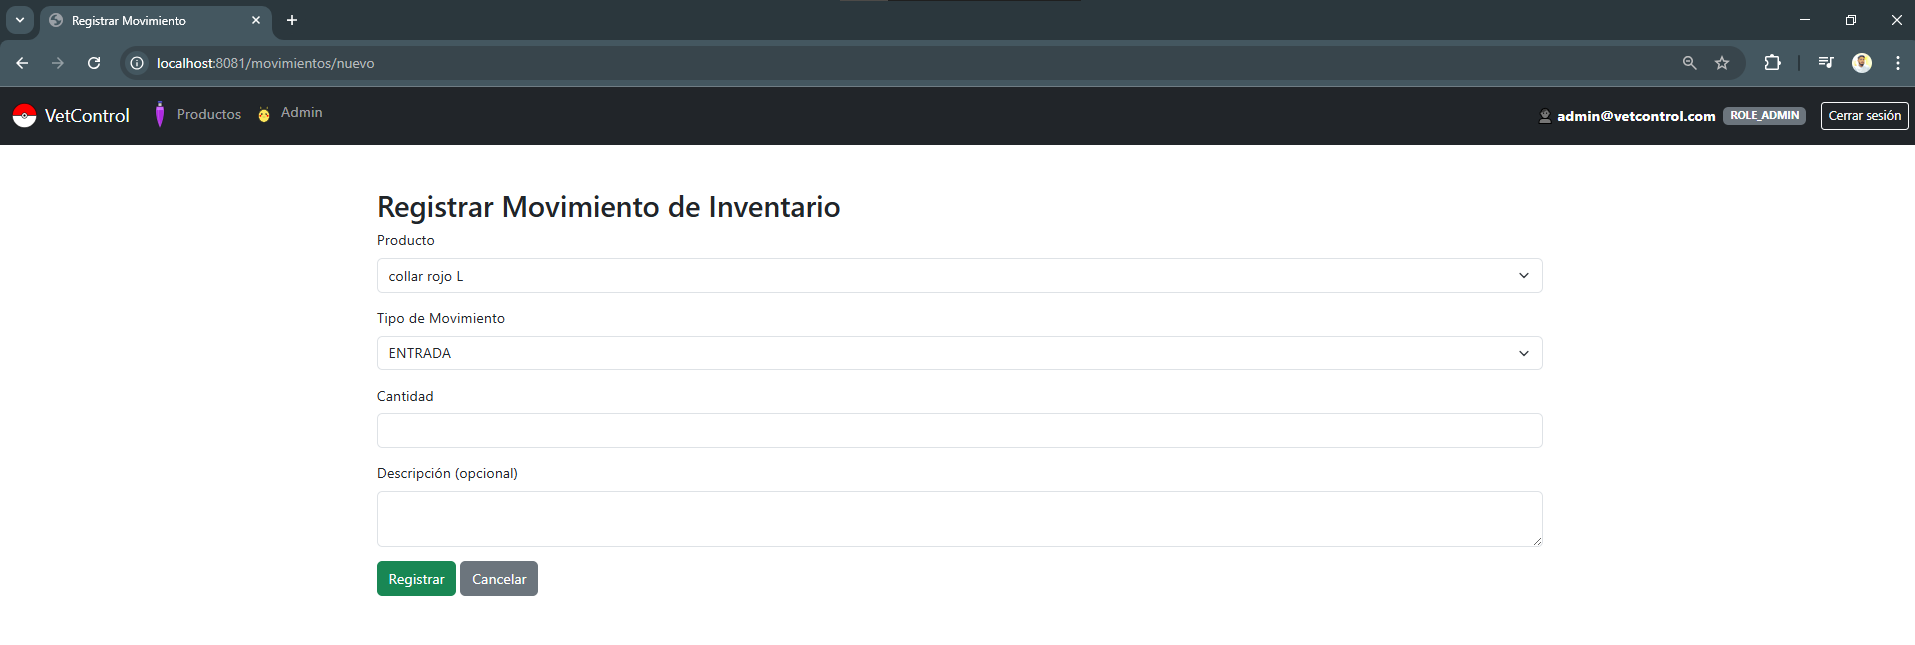 Registrar Movimiento
localhost:8081/movimientos/nuevo
VetControl Productos Admin admin@vetcontrol.com ROLE_ADMIN Cerrar sesión
Registrar Movimiento de Inventario
Producto
collar rojo L
Tipo de Movimiento
ENTRADA
Cantidad
Descripción (opcional)
Registrar Cancelar